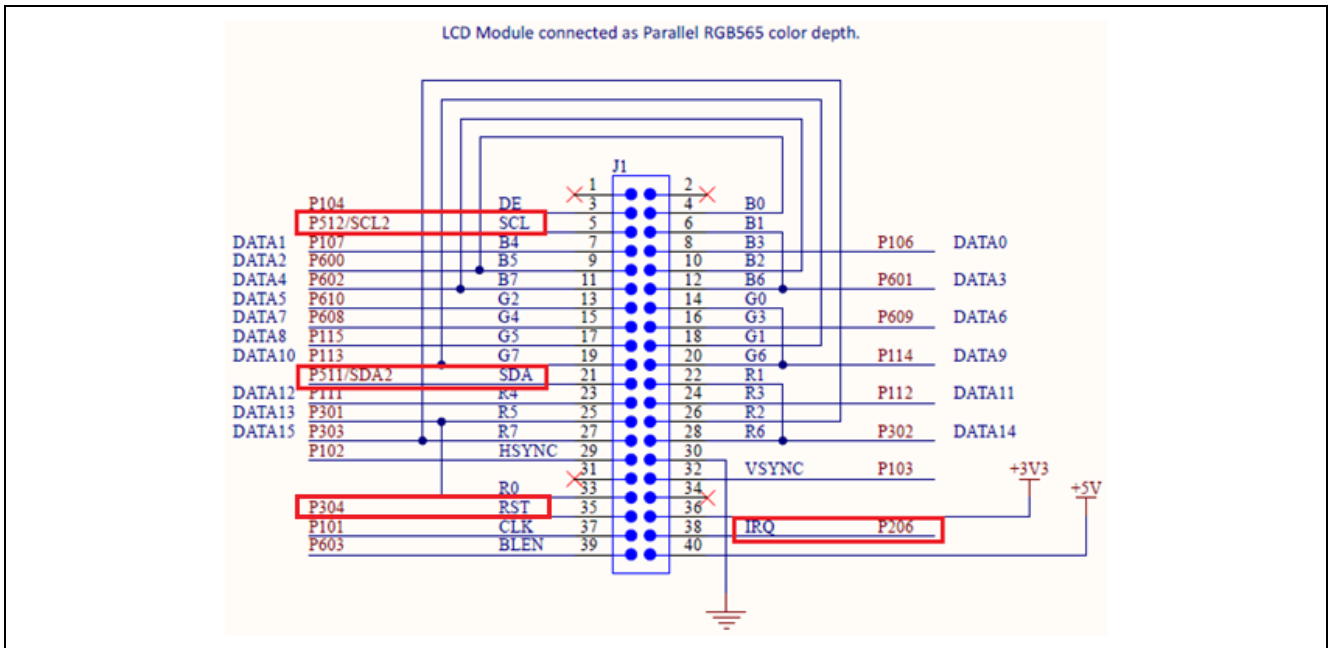 LCD Module connected as Parallel RGB565 color depth.
J1
1 2
P104 DE 3 4 B0
P512/SCL2 SCL 5 6 B1
DATA1 P107 B4 7 8 B3 P106 DATA0
DATA2 P600 B5 9 10 B2
DATA4 P602 B7 11 12 B6 P601 DATA3
DATA5 P610 G2 13 14 G0
DATA7 P608 G4 15 16 G3 P609 DATA6
DATA8 P115 G5 17 18 G1
DATA10 P113 G7 19 20 G6 P114 DATA9
P511/SDA2 SDA 21 22 R1
DATA12 P111 R4 23 24 R3 P112 DATA11
DATA13 P301 R5 25 26 R2
DATA15 P303 R7 27 28 R6 P302 DATA14
P102 HSYNC 29 30
31 32 VSYNC P103 +3V3
R0 33 34 +5V
P304 RST 35 36
P101 CLK 37 38 IRQ P206
P603 BLEN 39 40